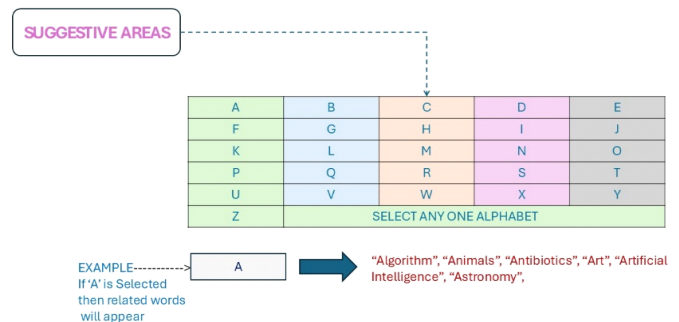 SUGGESTIVE AREAS
A B C D E
F G H I J
K L M N O
P Q R S T
U V W X Y
Z SELECT ANY ONE ALPHABET
EXAMPLE-----------> A
If ‘A’ is Selected
then related words
will appear
“Algorithm”, “Animals”, “Antibiotics”, “Art”, “Artificial
Intelligence”, “Astronomy”,